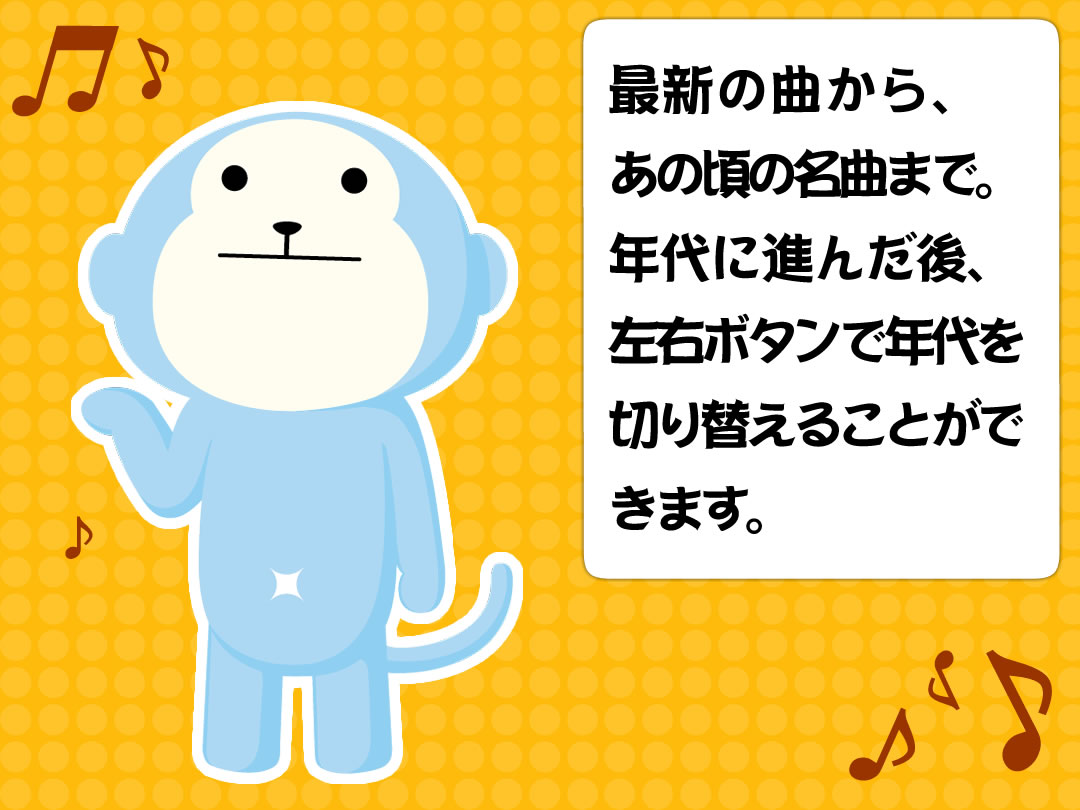 最新の曲から、
あの頃の名曲まで。
年代に進んだ後、
左右ボタンで年代を
切り替えることがで
きます。